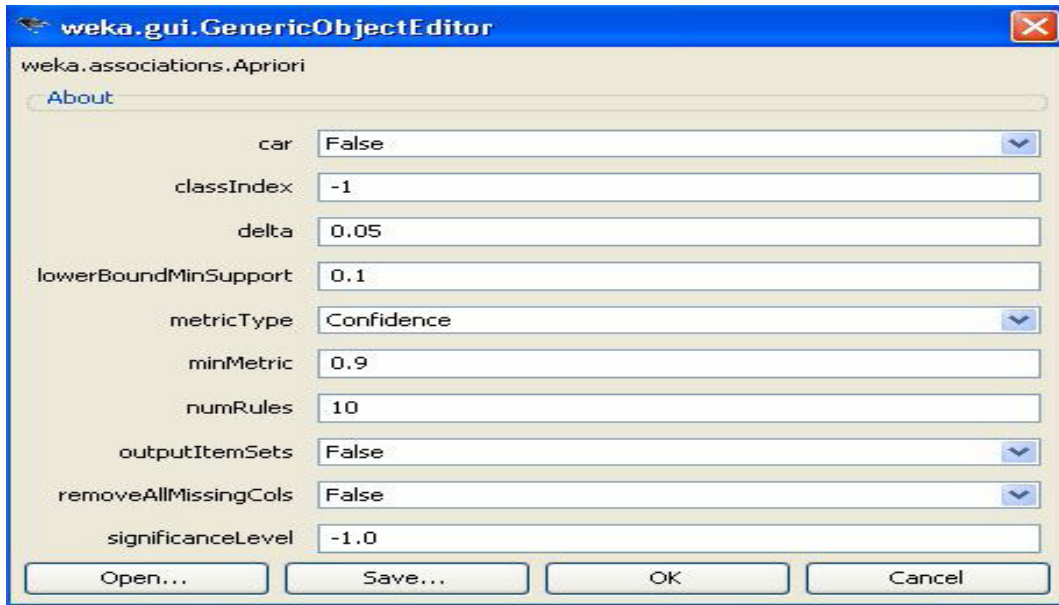 weka.gui.GenericObjectEditor
weka.associations.Apriori
About
car False
classIndex -1
delta 0.05
lowerBoundMinSupport 0.1
metricType Confidence
minMetric 0.9
numRules 10
outputItemSets False
removeAllMissingCols False
significanceLevel -1.0
Open... Save... OK Cancel